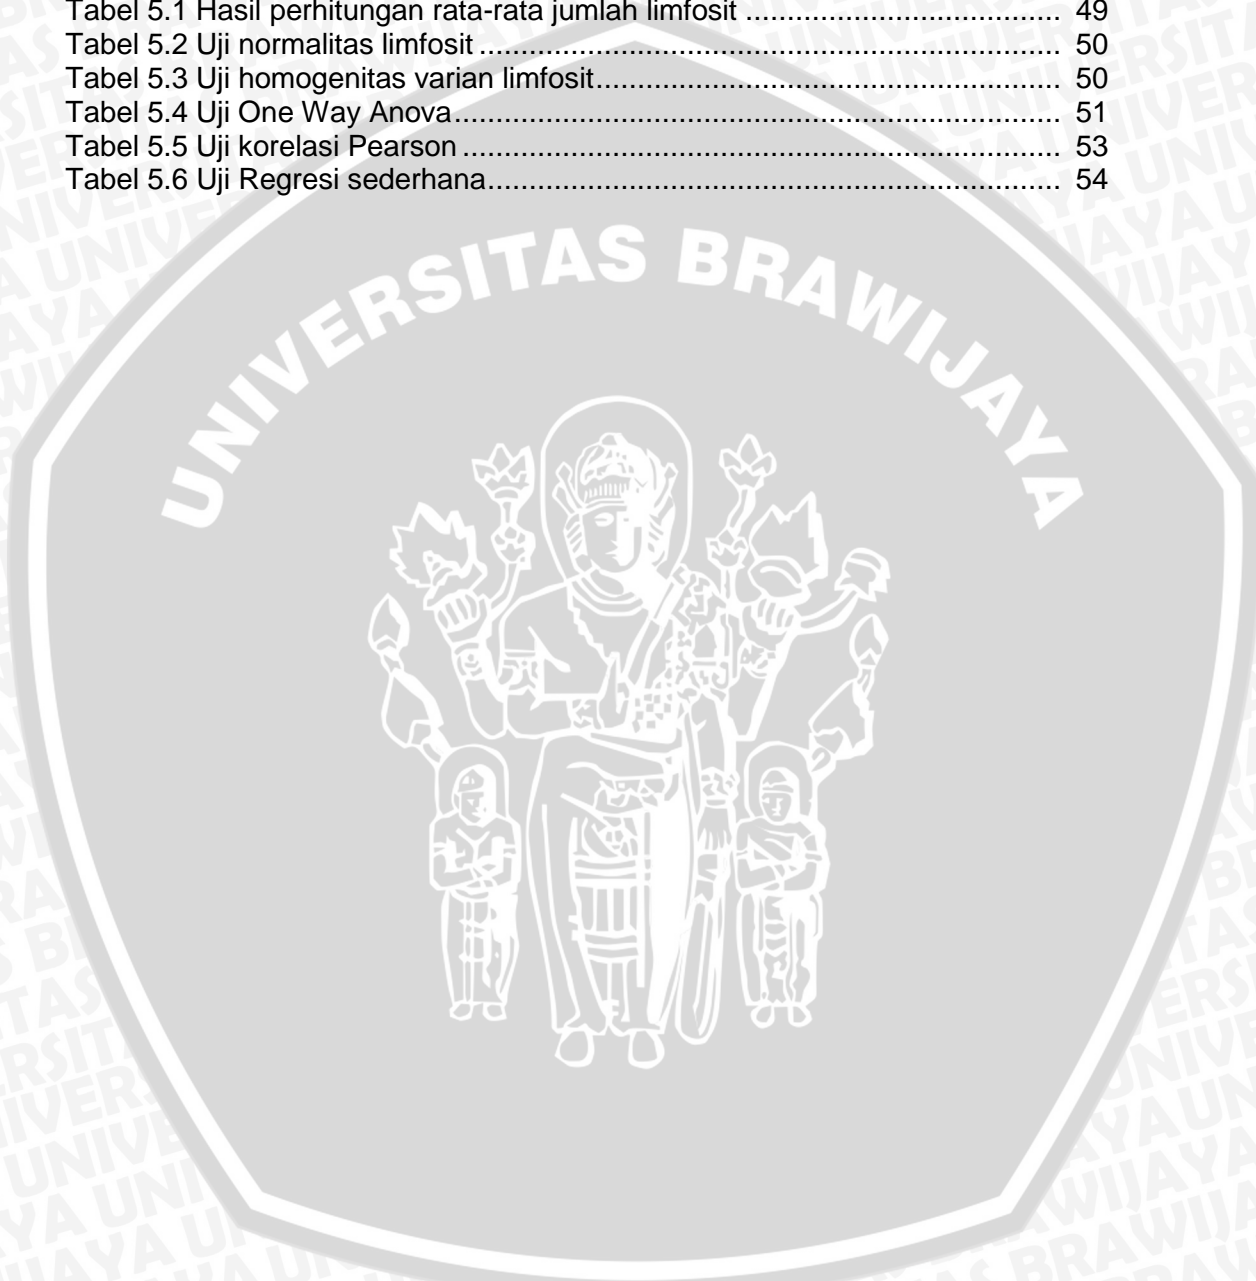 Tabel 5.1 Hasil perhitungan rata-rata jumlah limfosit .................................. 49
Tabel 5.2 Uji normalitas limfosit .............................................................. 50
Tabel 5.3 Uji homogenitas varian limfosit.................................................. 50
Tabel 5.4 Uji One Way Anova................................................................. 51
Tabel 5.5 Uji korelasi Pearson ................................................................ 53
Tabel 5.6 Uji Regresi sederhana............................................................. 54
UNIVERSITAS BRAWIJAYA